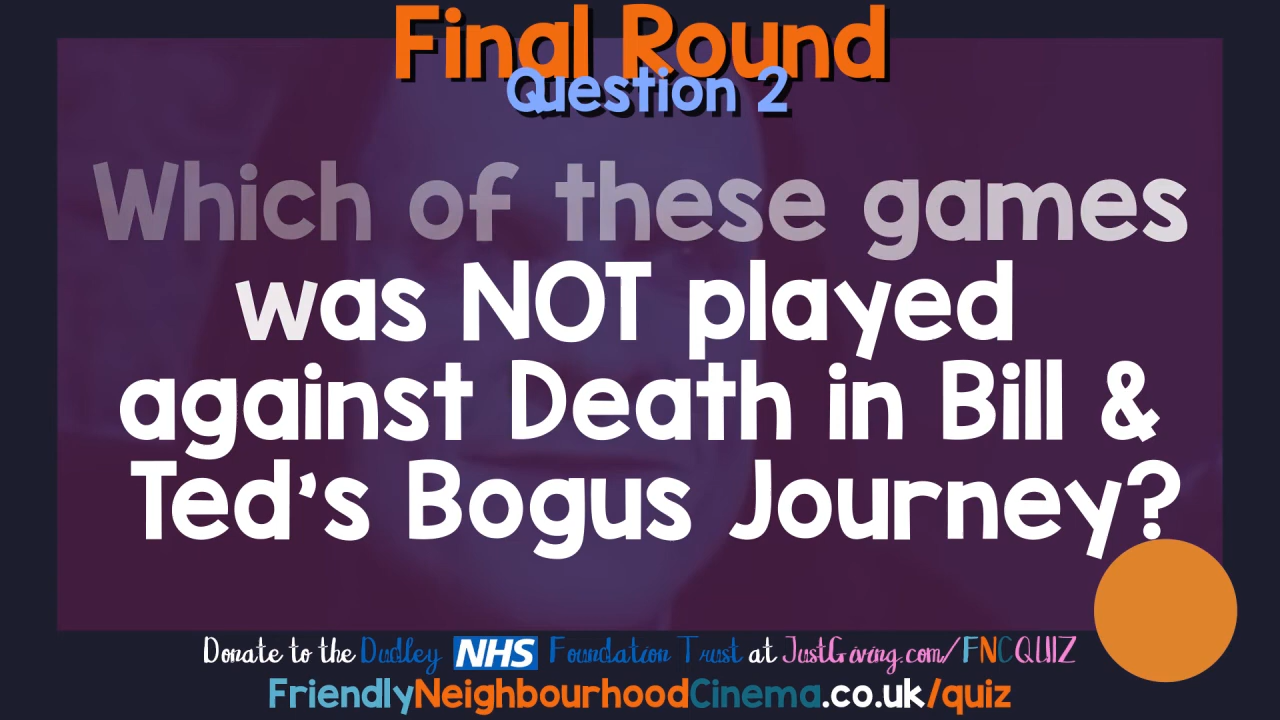 Final Round
Question 2
Which of these games
was NOT played
against Death in Bill &
Ted's Bogus Journey?
Donate to the Dudley NHS Foundation Trust at JustGiving.com/FNCQUIZ
FriendlyNeighbourhoodCinema.co.uk/quiz